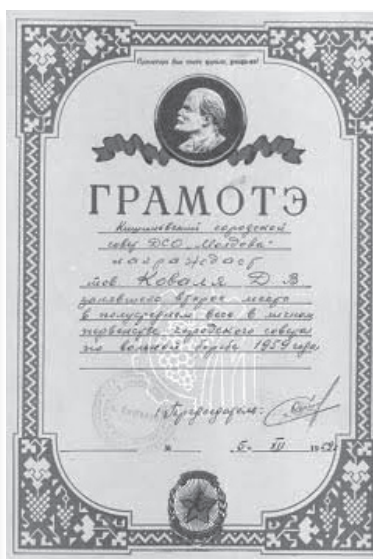 ГРАМОТЭ
Кишиневский городской
совет ДСО „Молдова“
награждает
тов Коваля Д. В
занявшего второе место
в полусреднем весе в личном
первенстве городского совета
по вольной борьбе 1959 года
Председатель:
№ 5 XII 1959